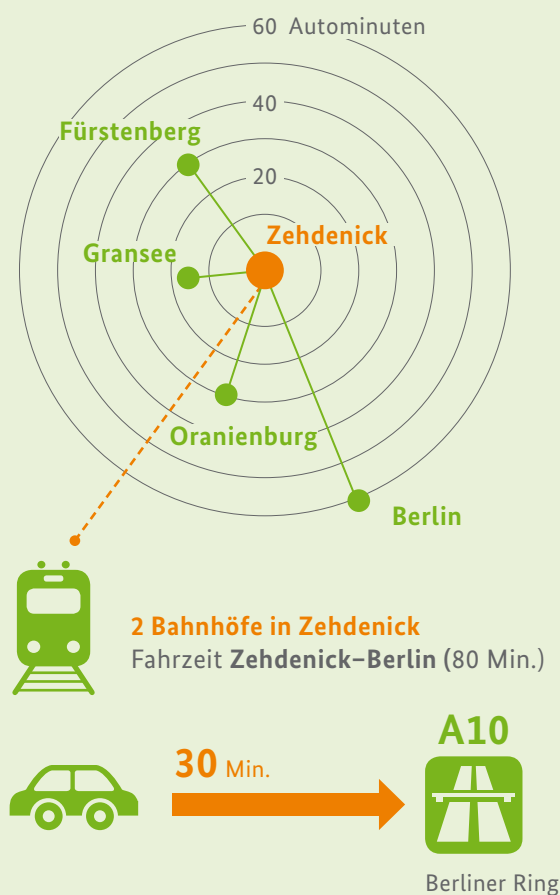 60 Autominuten
40
Fürstenberg
20
Zehdenick
Gransee
Oranienburg
Berlin
2 Bahnhöfe in Zehdenick
Fahrzeit Zehdenick–Berlin (80 Min.)
A10
30 Min.
Berliner Ring